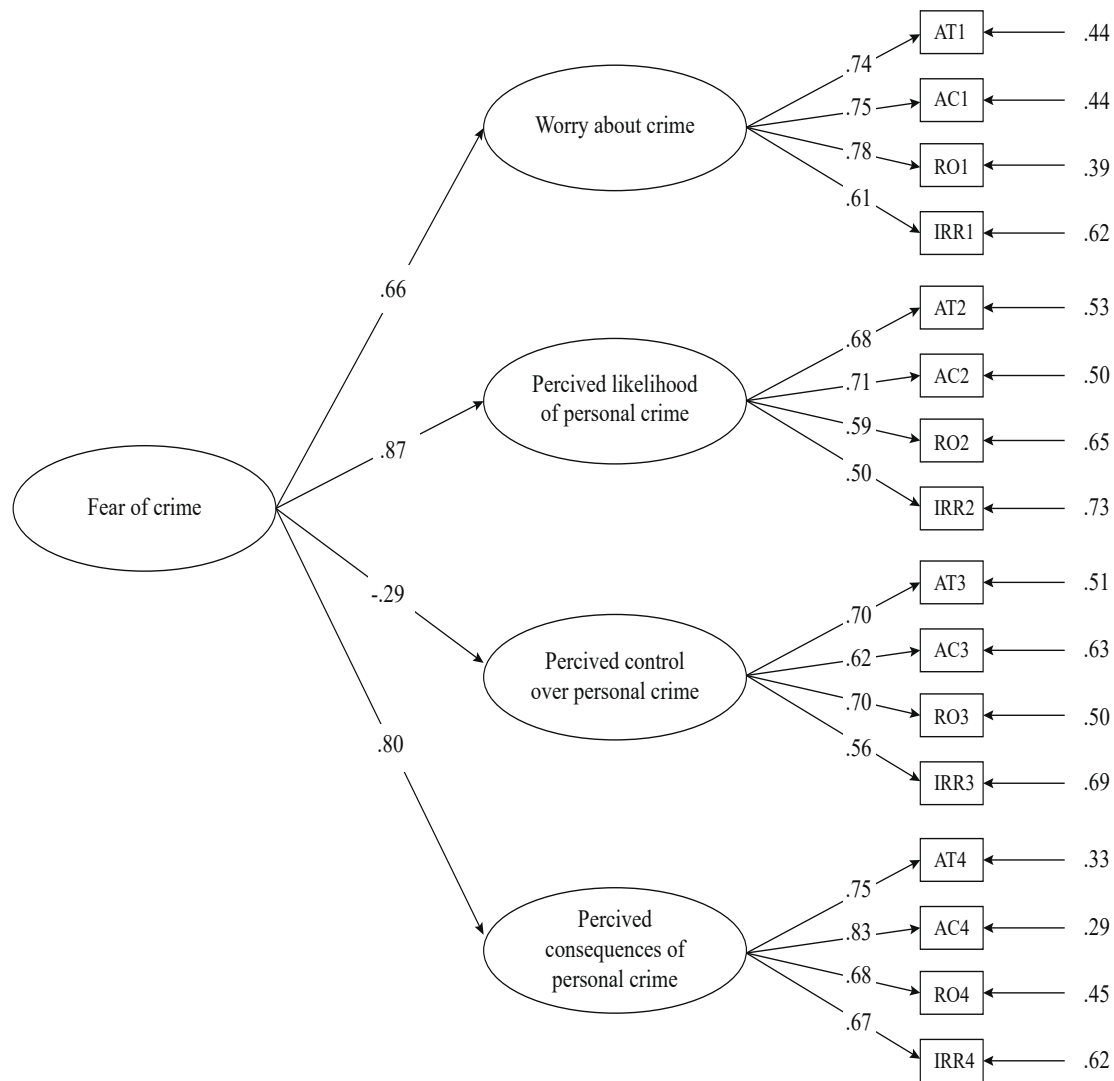 AT1
.44
.74
AC1
.44
.75
Worry about crime
.78
RO1
.39
.61
IRR1
.62
.66
AT2
.53
.68
AC2
.50
.71
Percived likelihood
of personal crime
.59
RO2
.65
.50
IRR2
.73
.87
Fear of crime
-.29
AT3
.51
.70
AC3
.63
.62
Percived control
over personal crime
.70
RO3
.50
.56
IRR3
.69
.80
AT4
.33
.75
AC4
.29
.83
Percived
consequences of
personal crime
.68
RO4
.45
.67
IRR4
.62